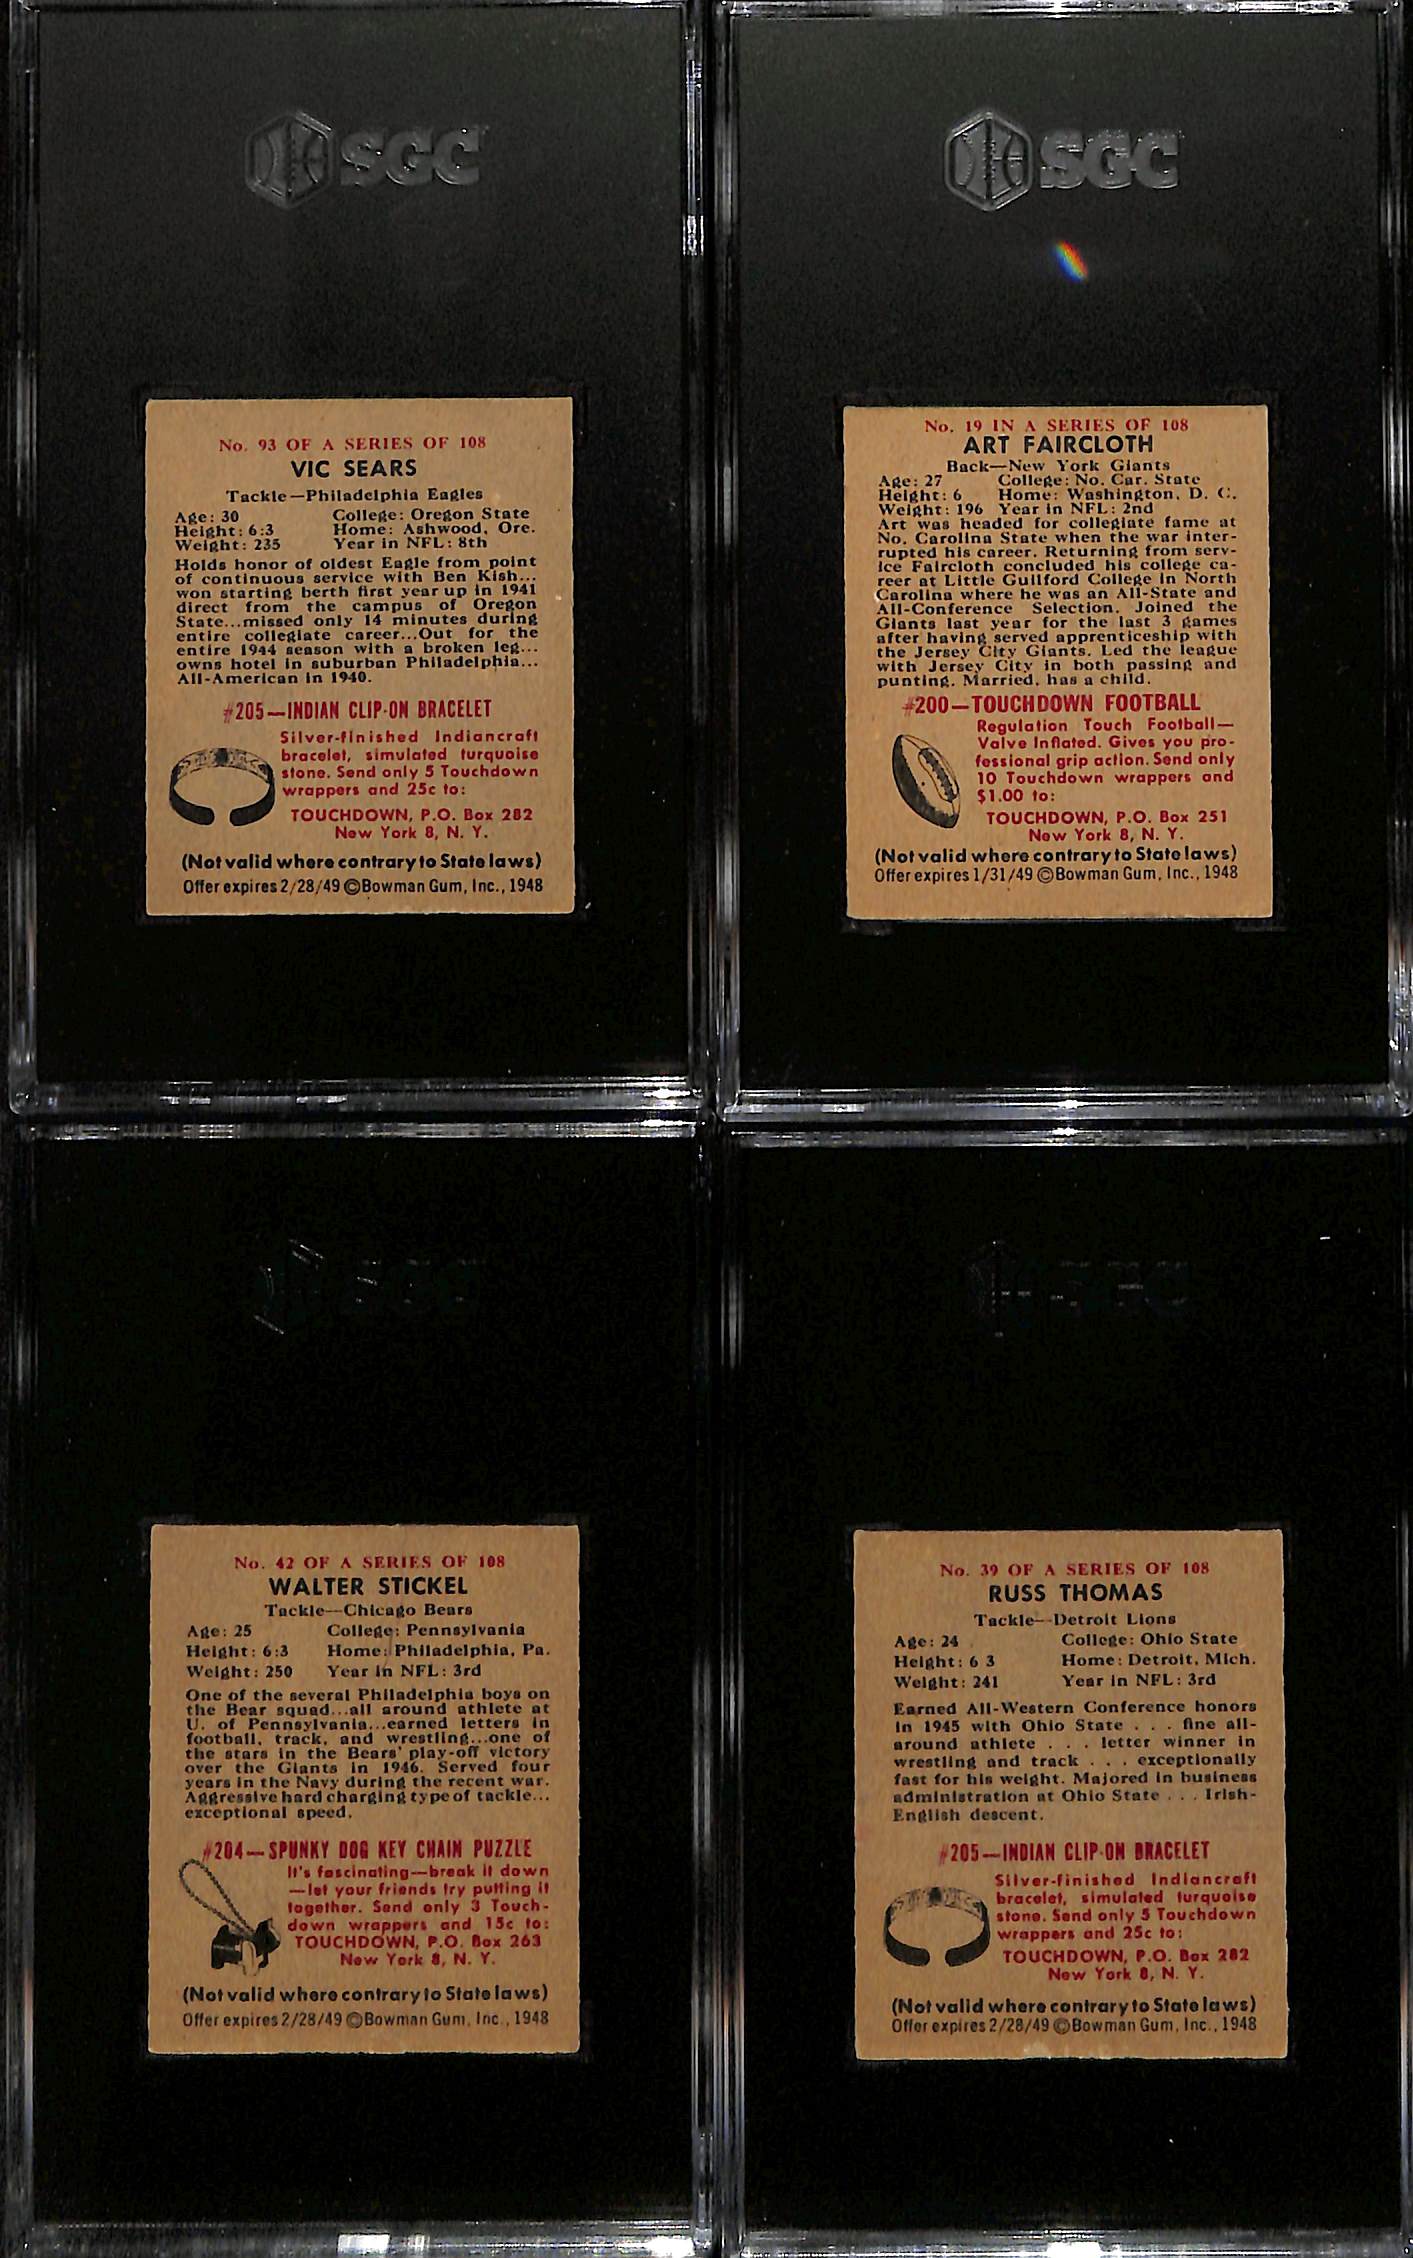 SGC
No. 93 OF A SERIES OF 108
VIC SEARS
Tackle—Philadelphia Eagles
Age: 30 College: Oregon State
Height: 6:3 Home: Ashwood, Ore.
Weight: 235 Year in NFL: 8th
Holds honor of oldest Eagle from point
of continuous service with Ben Kish...
won starting berth first year up in 1941
direct from the campus of Oregon
State...missed only 14 minutes during
entire collegiate career...Out for the
entire 1944 season with a broken leg...
owns hotel in suburban Philadelphia...
All-American in 1940.
#205—INDIAN CLIP-ON BRACELET
Silver-finished Indiancraft
bracelet, simulated turquoise
stone. Send only 5 Touchdown
wrappers and 25c to:
TOUCHDOWN, P.O. Box 282
New York 8, N. Y.
(Not valid where contrary to State laws)
Offer expires 2/28/49 ©Bowman Gum, Inc., 1948
SGC
No. 19 IN A SERIES OF 108
ART FAIRCLOTH
Back—New York Giants
Age: 27 College: No. Car. State
Height: 6 Home: Washington, D. C.
Weight: 196 Year in NFL: 2nd
Art was headed for collegiate fame at
No. Carolina State when the war inter-
rupted his career. Returning from serv-
ice Faircloth concluded his college ca-
reer at Little Guilford College in North
Carolina where he was an All-State and
All-Conference Selection. Joined the
Giants last year for the last 3 games
after having served apprenticeship with
the Jersey City Giants. Led the league
with Jersey City in both passing and
punting. Married, has a child.
#200—TOUCHDOWN FOOTBALL
Regulation Touch Football—
Valve Inflated. Gives you pro-
fessional grip action. Send only
10 Touchdown wrappers and
$1.00 to:
TOUCHDOWN, P.O. Box 251
New York 8, N. Y.
(Not valid where contrary to State laws)
Offer expires 1/31/49 ©Bowman Gum, Inc., 1948
SGC
No. 42 OF A SERIES OF 108
WALTER STICKEL
Tackle—Chicago Bears
Age: 25 College: Pennsylvania
Height: 6:3 Home: Philadelphia, Pa.
Weight: 250 Year in NFL: 3rd
One of the several Philadelphia boys on
the Bear squad...all around athlete at
U. of Pennsylvania...earned letters in
football, track, and wrestling...one of
the stars in the Bears' play-off victory
over the Giants in 1946. Served four
years in the Navy during the recent war.
Aggressive hard charging type of tackle...
exceptional speed.
#204—SPUNKY DOG KEY CHAIN PUZZLE
It's fascinating—break it down
—let your friends try putting it
together. Send only 3 Touch-
down wrappers and 15c to:
TOUCHDOWN, P.O. Box 263
New York 8, N. Y.
(Not valid where contrary to State laws)
Offer expires 2/28/49 ©Bowman Gum, Inc., 1948
SGC
No. 39 OF A SERIES OF 108
RUSS THOMAS
Tackle—Detroit Lions
Age: 24 College: Ohio State
Height: 6 3 Home: Detroit, Mich.
Weight: 241 Year in NFL: 3rd
Earned All-Western Conference honors
in 1945 with Ohio State . . . fine all-
around athlete . . . letter winner in
wrestling and track . . . exceptionally
fast for his weight. Majored in business
administration at Ohio State . . . Irish-
English descent.
#205—INDIAN CLIP-ON BRACELET
Silver-finished Indiancraft
bracelet, simulated turquoise
stone. Send only 5 Touchdown
wrappers and 25c to:
TOUCHDOWN, P.O. Box 282
New York 8, N. Y.
(Not valid where contrary to State laws)
Offer expires 2/28/49 ©Bowman Gum, Inc., 1948